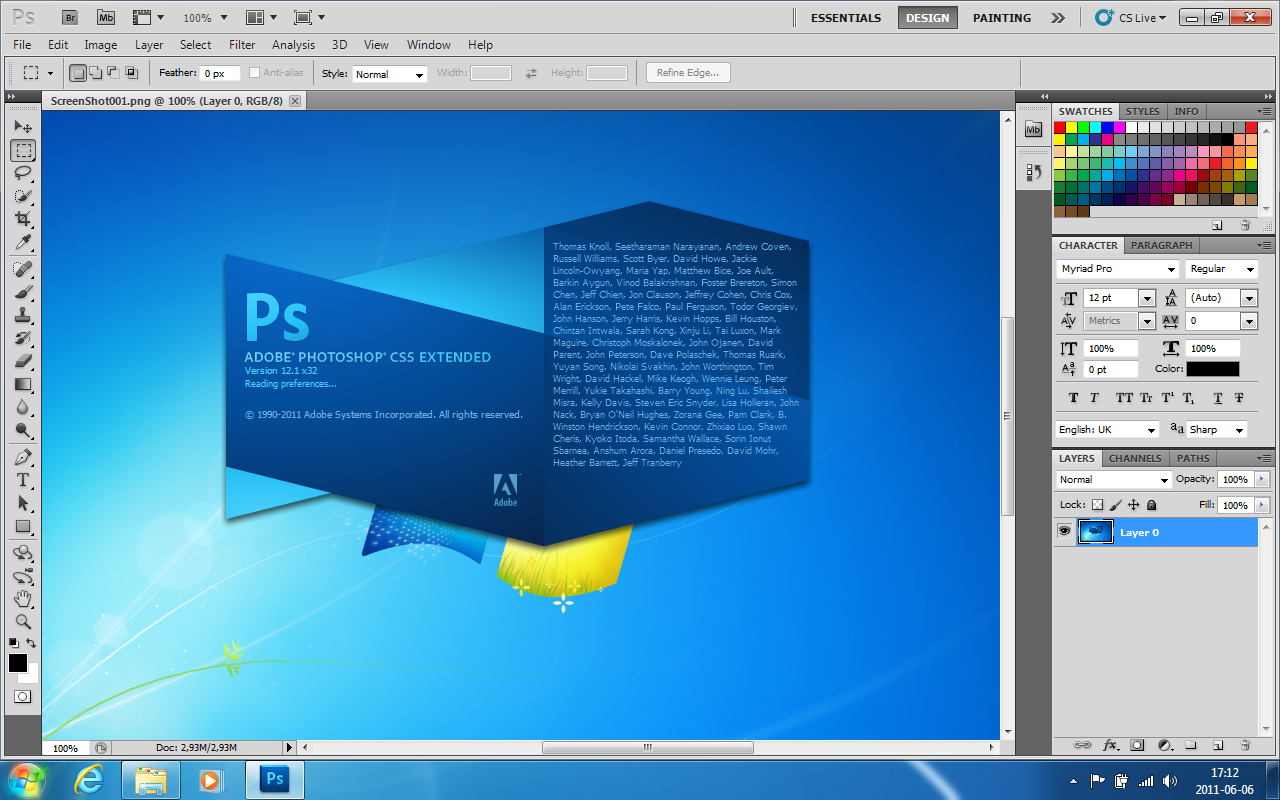 Ps Br Mb 100% ESSENTIALS DESIGN PAINTING CS Live
File Edit Image Layer Select Filter Analysis 3D View Window Help
Feather: 0 px Anti-alias Style: Normal Width: Height: Refine Edge...
ScreenShot001.png @ 100% (Layer 0, RGB/8)
Ps
ADOBE® PHOTOSHOP® CS5 EXTENDED
Version 12.1 x32
Reading preferences...
© 1990-2011 Adobe Systems Incorporated. All rights reserved.
Adobe
Thomas Knoll, Seetharaman Narayanan, Andrew Coven,
Russell Williams, Scott Byer, David Howe, Jackie
Lincoln-Owyang, Maria Yap, Matthew Bice, Joe Ault,
Barkin Aygun, Vinod Balakrishnan, Foster Brereton, Simon
Chen, Jeff Chien, Jon Clauson, Jeffrey Cohen, Chris Cox,
Alan Erickson, Pete Falco, Paul Ferguson, Todor Georgiev,
John Hanson, Jerry Harris, Kevin Hopps, Bill Houston,
Chintan Intwala, Sarah Kong, Xinju Li, Tai Luxon, Mark
Maguire, Christoph Moskalonek, John Ojanen, David
Parent, John Peterson, Dave Polaschek, Thomas Ruark,
Yuyan Song, Nikolai Svakhin, John Worthington, Tim
Wright, David Hackel, Mike Keogh, Wennie Leung, Peter
Merrill, Yukie Takahashi, Barry Young, Ning Lu, Shailesh
Misra, Kelly Davis, Steven Eric Snyder, Lisa Holleran, John
Nack, Bryan O'Neil Hughes, Zorana Gee, Pam Clark, B.
Winston Hendrickson, Kevin Connor, Zhixiao Luo, Shawn
Cheris, Kyoko Itoda, Samantha Wallace, Sorin Ionut
Sbarnea, Anshum Arora, Daniel Presedo, David Mohr,
Heather Barrett, Jeff Tranberry
Mb
SWATCHES STYLES INFO
CHARACTER PARAGRAPH
Myriad Pro Regular
12 pt (Auto)
Metrics 0
100% 100%
0 pt Color:
T T TT Tr T¹ T₁ T T
English: UK aa Sharp
LAYERS CHANNELS PATHS
Normal Opacity: 100%
Lock: Fill: 100%
Layer 0
100% Doc: 2,93M/2,93M
Ps
17:12
2011-06-06